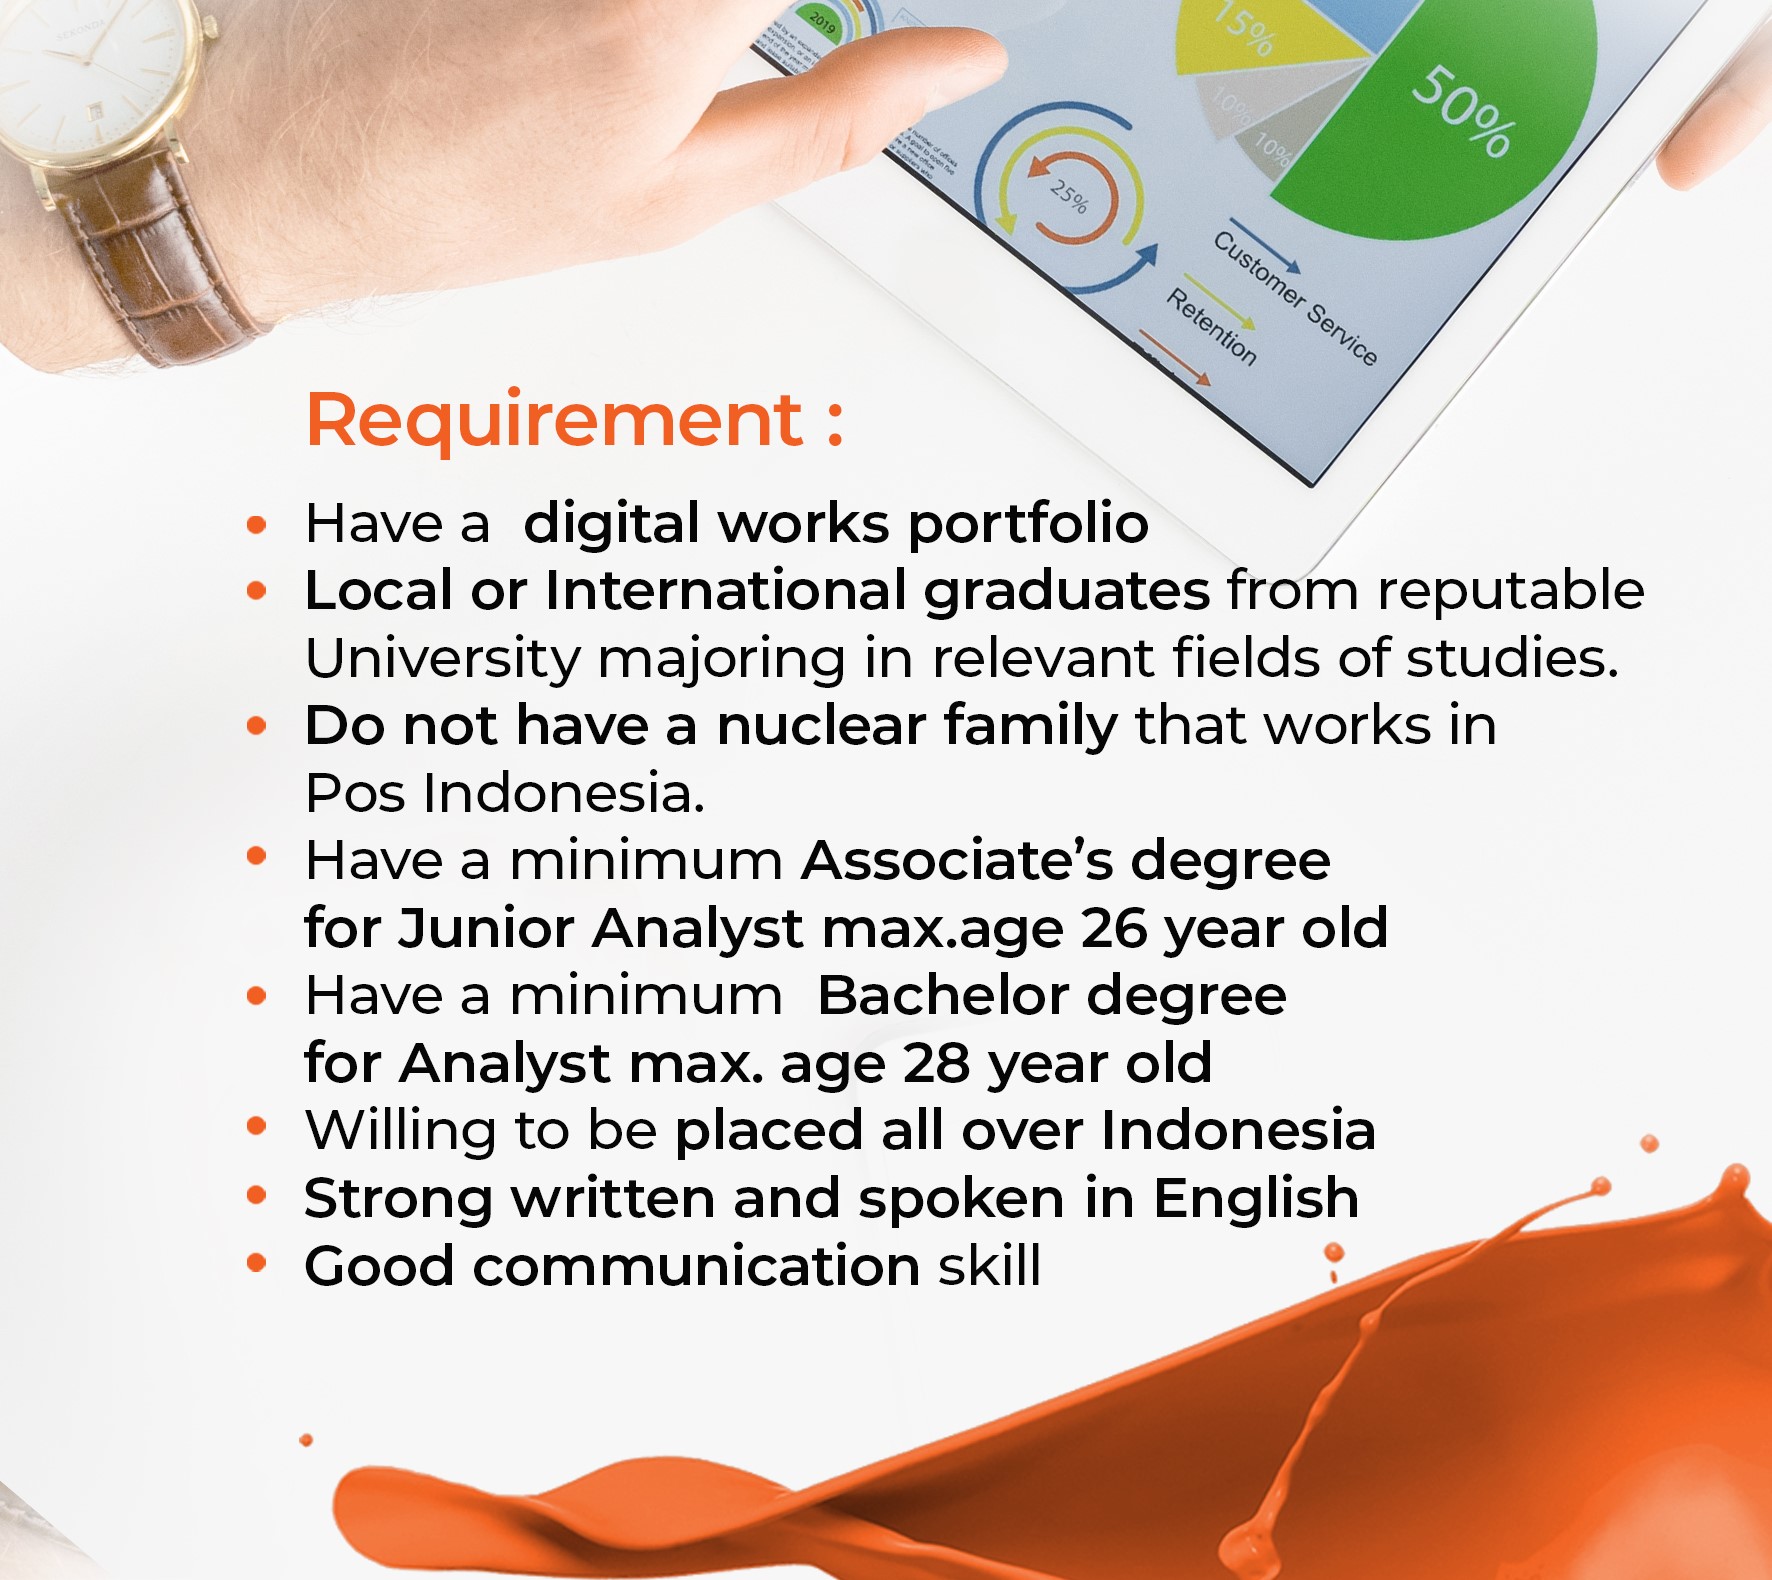 SEKONDA
2019
15%
50%
10%
10%
25%
Customer Service
Retention
Requirement :
Have a digital works portfolio
Local or International graduates from reputable
University majoring in relevant fields of studies.
Do not have a nuclear family that works in
Pos Indonesia.
Have a minimum Associate’s degree
for Junior Analyst max.age 26 year old
Have a minimum Bachelor degree
for Analyst max. age 28 year old
Willing to be placed all over Indonesia
Strong written and spoken in English
Good communication skill